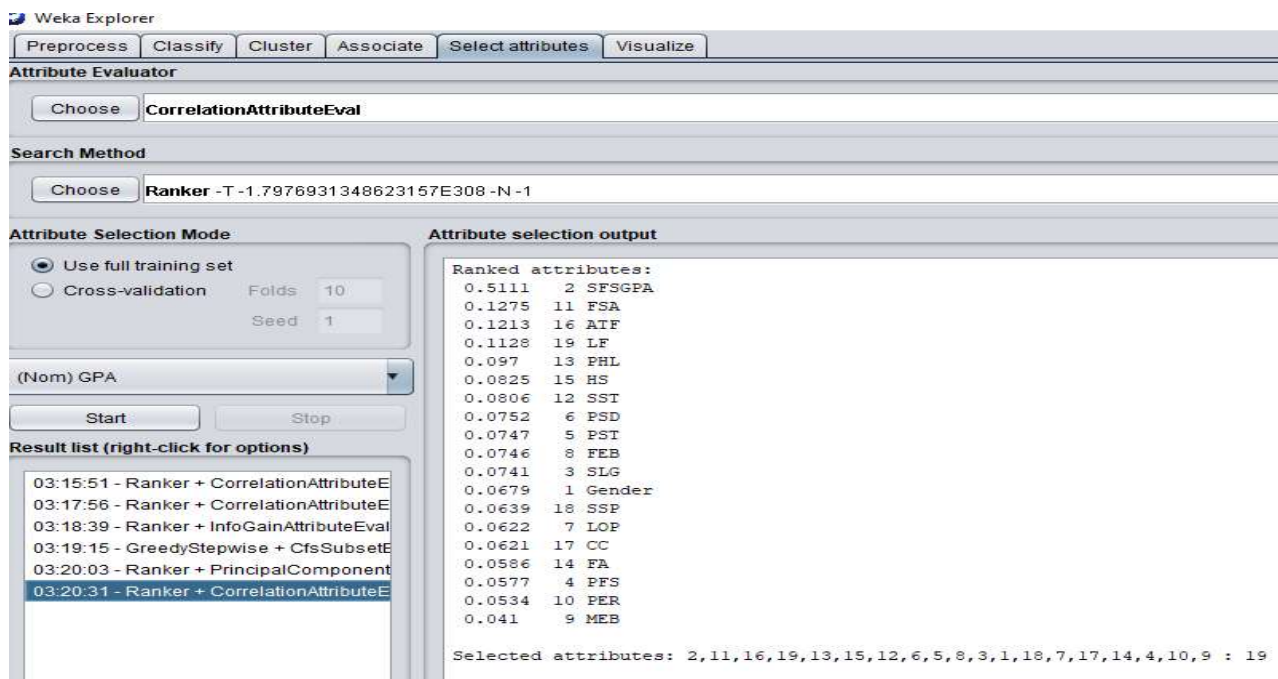 Weka Explorer
Preprocess Classify Cluster Associate Select attributes Visualize
Attribute Evaluator
Choose CorrelationAttributeEval
Search Method
Choose Ranker -T -1.7976931348623157E308 -N -1
Attribute Selection Mode
Use full training set
Cross-validation Folds 10
Seed 1
(Nom) GPA
Start Stop
Result list (right-click for options)
03:15:51 - Ranker + CorrelationAttributeE
03:17:56 - Ranker + CorrelationAttributeE
03:18:39 - Ranker + InfoGainAttributeEval
03:19:15 - GreedyStepwise + CfsSubsetE
03:20:03 - Ranker + PrincipalComponent
03:20:31 - Ranker + CorrelationAttributeE
Attribute selection output
Ranked attributes:
0.5111 2 SFSGPA
0.1275 11 FSA
0.1213 16 ATF
0.1128 19 LF
0.097 13 PHL
0.0825 15 HS
0.0806 12 SST
0.0752 6 PSD
0.0747 5 PST
0.0746 8 FEB
0.0741 3 SLG
0.0679 1 Gender
0.0639 18 SSP
0.0622 7 LOP
0.0621 17 CC
0.0586 14 FA
0.0577 4 PFS
0.0534 10 PER
0.041 9 MEB
Selected attributes: 2,11,16,19,13,15,12,6,5,8,3,1,18,7,17,14,4,10,9 : 19